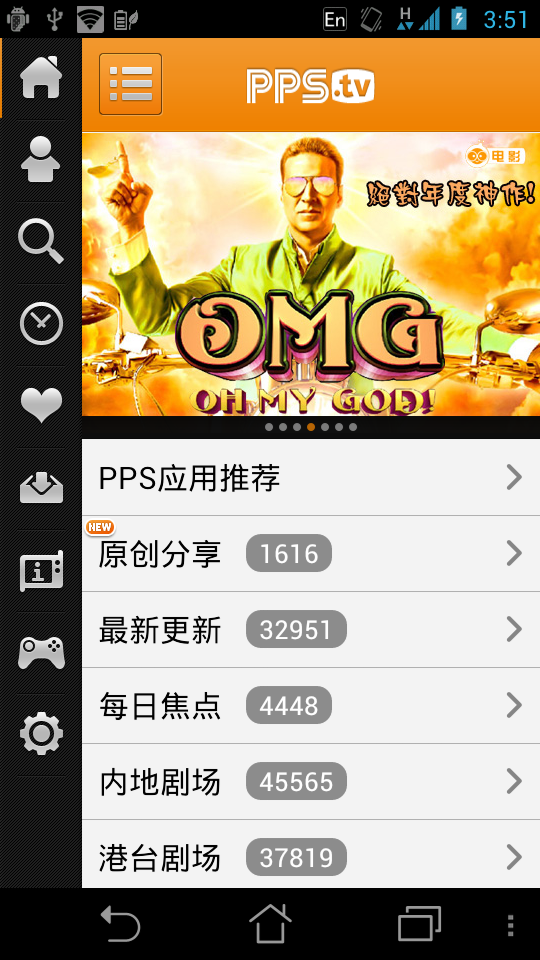 En
H
3:51
PPS.tv
电影
絕對年度神作!
OMG
OH MY GOD!
PPS应用推荐
NEW
原创分享 1616
最新更新 32951
每日焦点 4448
内地剧场 45565
港台剧场 37819